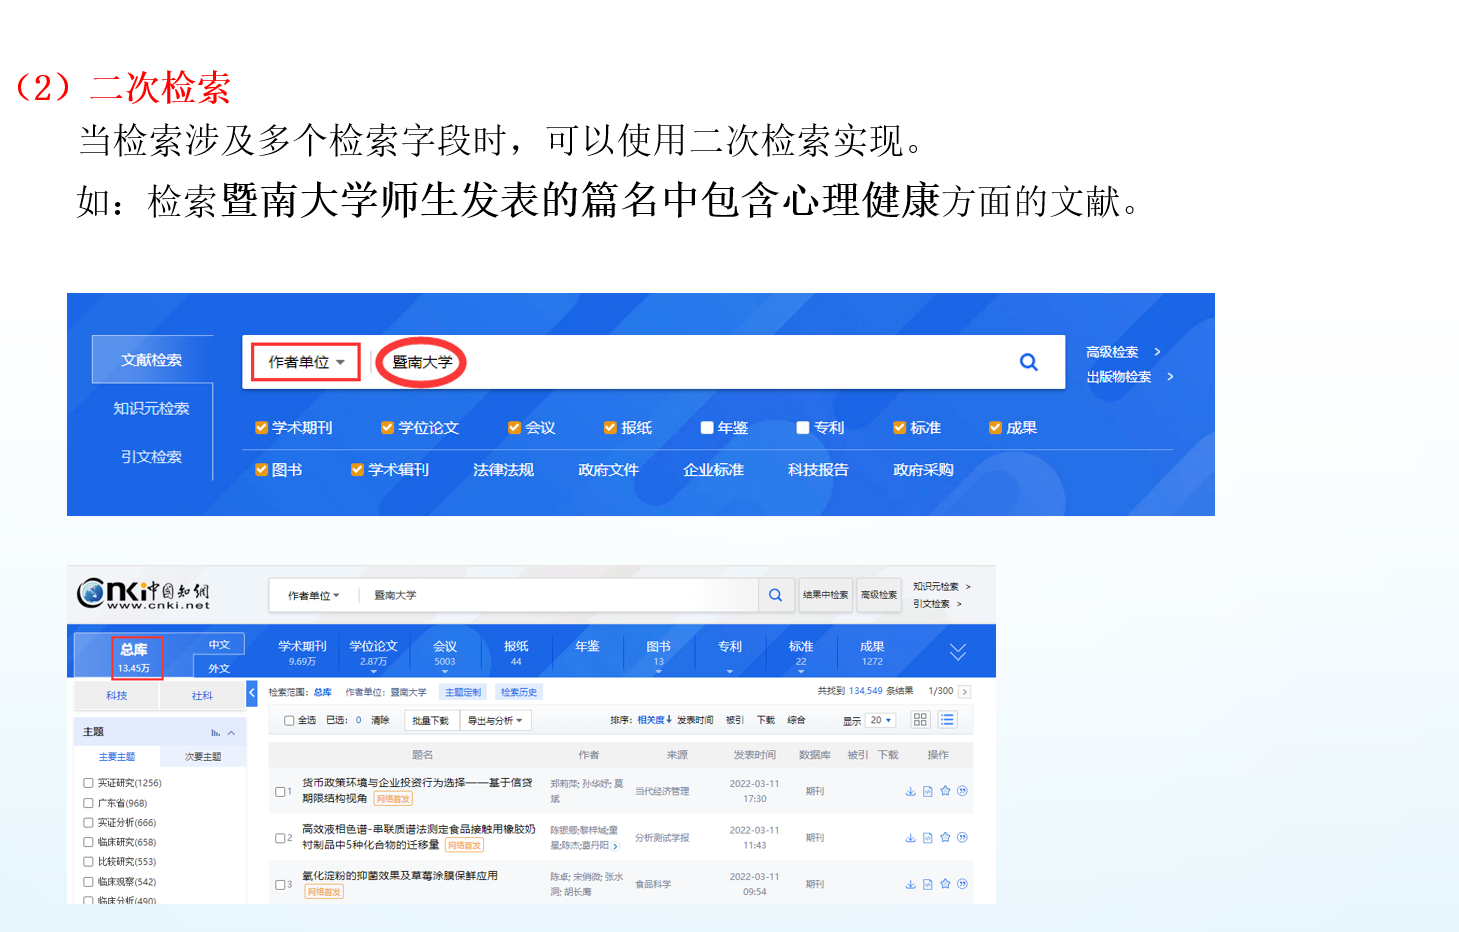 （2）二次检索
当检索涉及多个检索字段时，可以使用二次检索实现。
如：检索暨南大学师生发表的篇名中包含心理健康方面的文献。
文献检索
知识元检索
引文检索
作者单位 暨南大学
高级检索 >
出版物检索 >
学术期刊 学位论文 会议 报纸 年鉴 专利 标准 成果
图书 学术辑刊 法律法规 政府文件 企业标准 科技报告 政府采购
cnki中国知网
www.cnki.net
作者单位 暨南大学 结果中检索 高级检索
知识元检索 >
引文检索 >
总库 中文 学术期刊 学位论文 会议 报纸 年鉴 图书 专利 标准 成果
13.45万 外文 9.69万 2.87万 5003 44 13 22 1272
科技 社科
检索范围：总库 作者单位：暨南大学 主题定制 检索历史 共找到 134,549 条结果 1/300 >
全选 已选：0 清除 批量下载 导出与分析 排序：相关度↓ 发表时间 被引 下载 综合 显示 20
主题
主要主题 次要主题
实证研究(1256)
广东省(968)
实证分析(666)
临床研究(658)
比较研究(553)
临床观察(542)
临床分析(490)
题名 作者 来源 发表时间 数据库 被引 下载 操作
1 货币政策环境与企业投资行为选择——基于信贷 郑莉萍; 孙华妤; 莫 当代经济管理 2022-03-11 期刊
期限结构视角 网络首发 斌 17:30
2 高效液相色谱-串联质谱法测定食品接触用橡胶奶 分析测试学报 2022-03-11 期刊
衬制品中5种化合物的迁移量 网络首发 11:43
3 氧化淀粉的抑菌效果及草莓涂膜保鲜应用 陈卓; 宋俏微; 张水 食品科学 2022-03-11 期刊
网络首发 胡长鹰 09:54